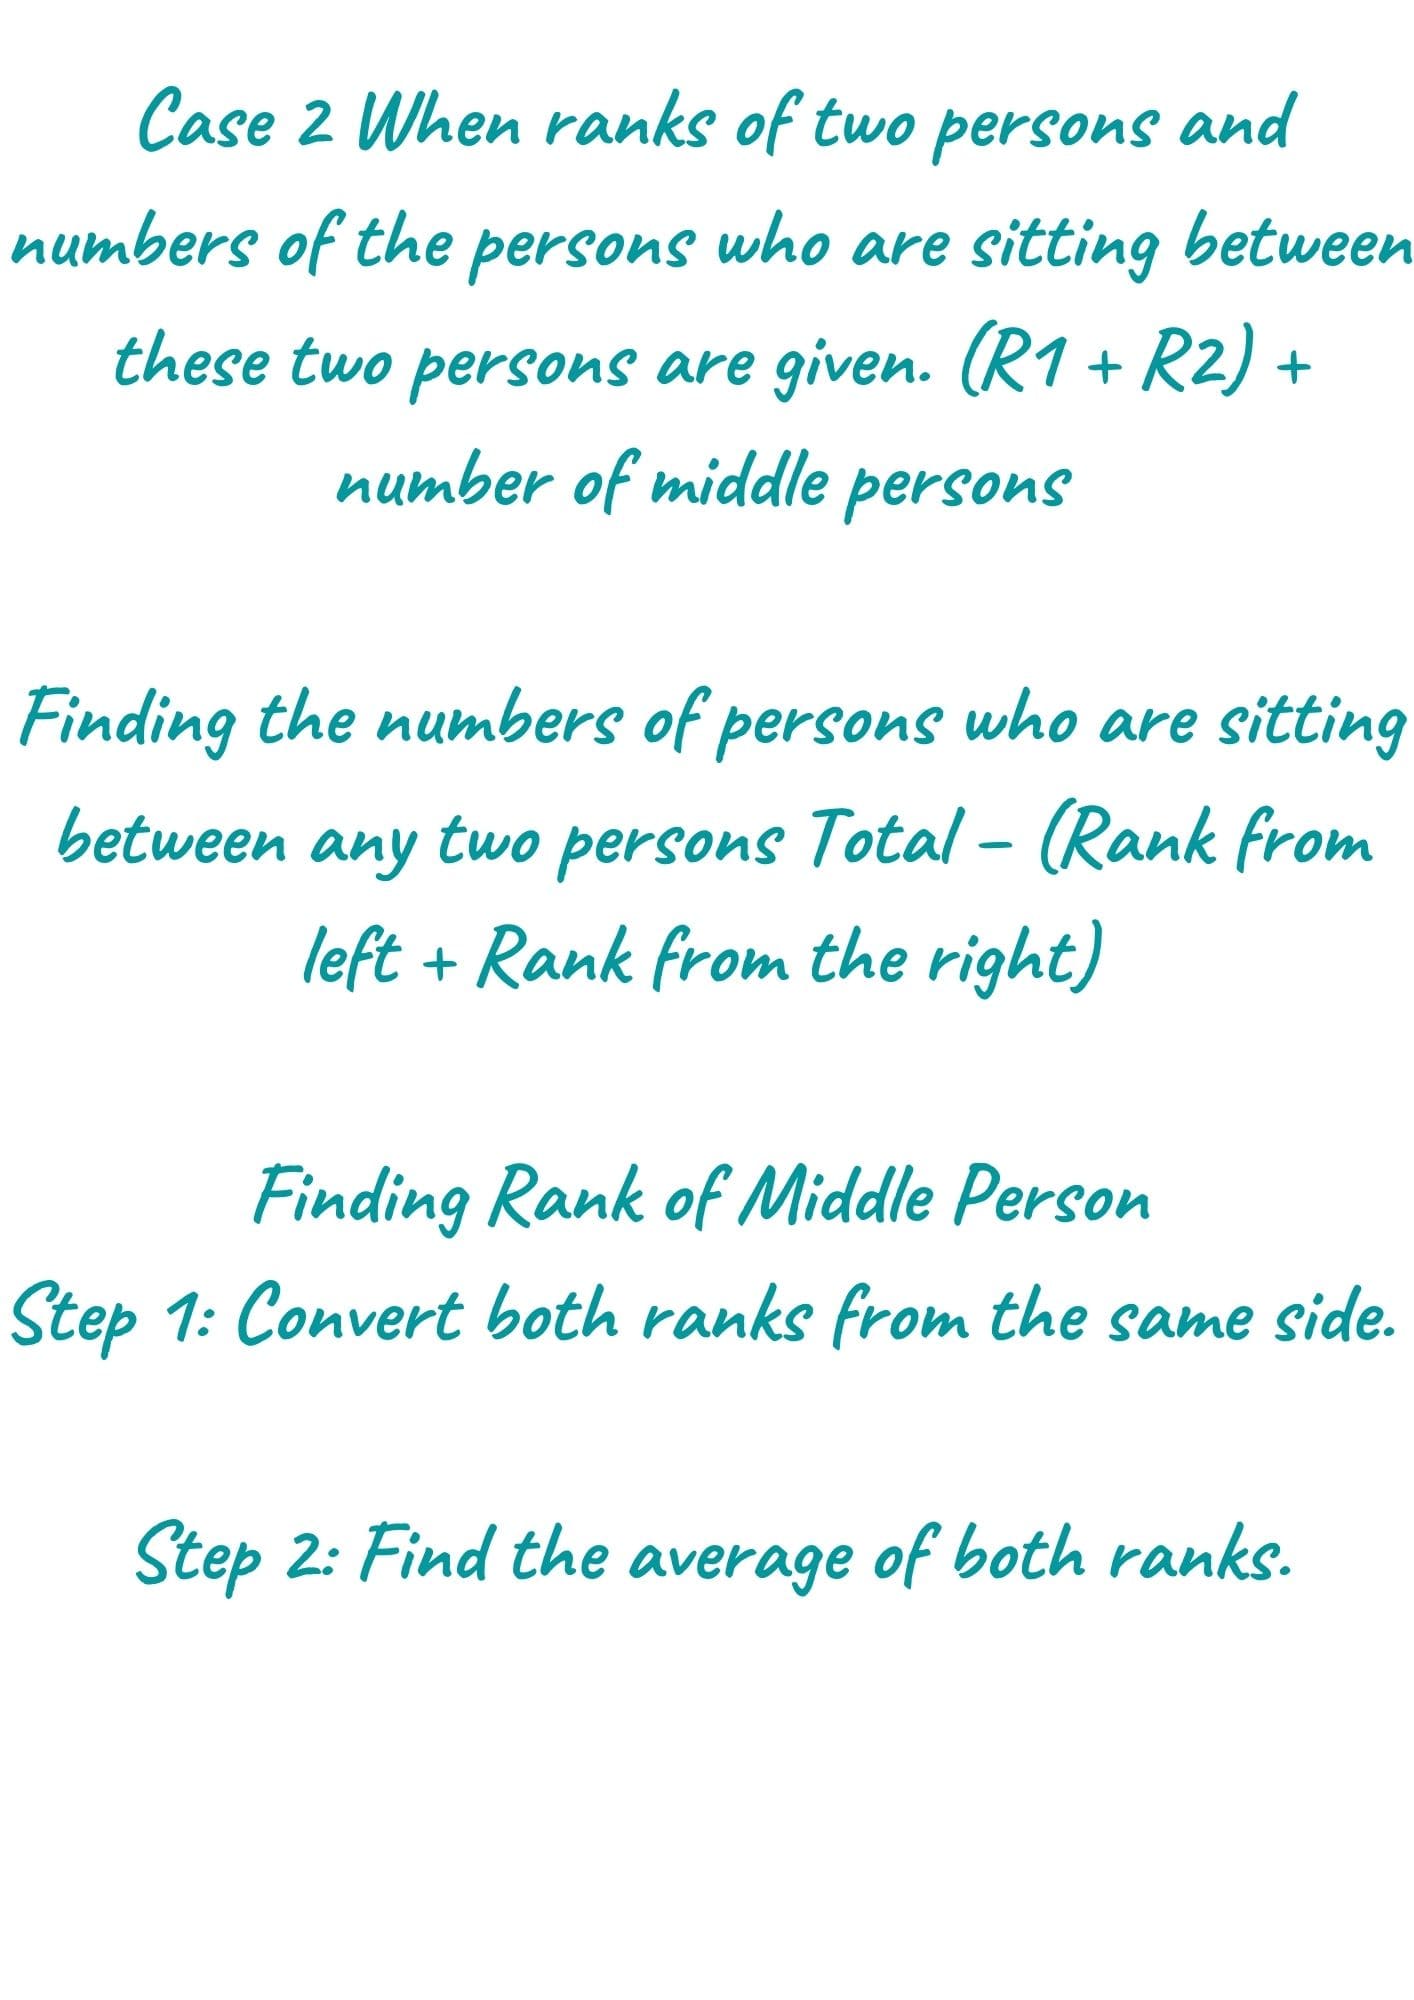 Case 2 When ranks of two persons and
numbers of the persons who are sitting between
these two persons are given. (R1 + R2) +
number of middle persons
Finding the numbers of persons who are sitting
between any two persons Total – (Rank from
left + Rank from the right)
Finding Rank of Middle Person
Step 1: Convert both ranks from the same side.
Step 2: Find the average of both ranks.